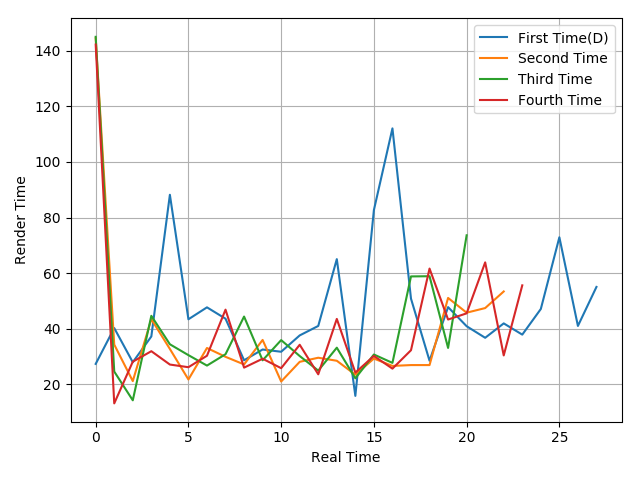 First Time(D)
Second Time
Third Time
Fourth Time
140
120
100
80
60
40
20
Render Time
0 5 10 15 20 25
Real Time